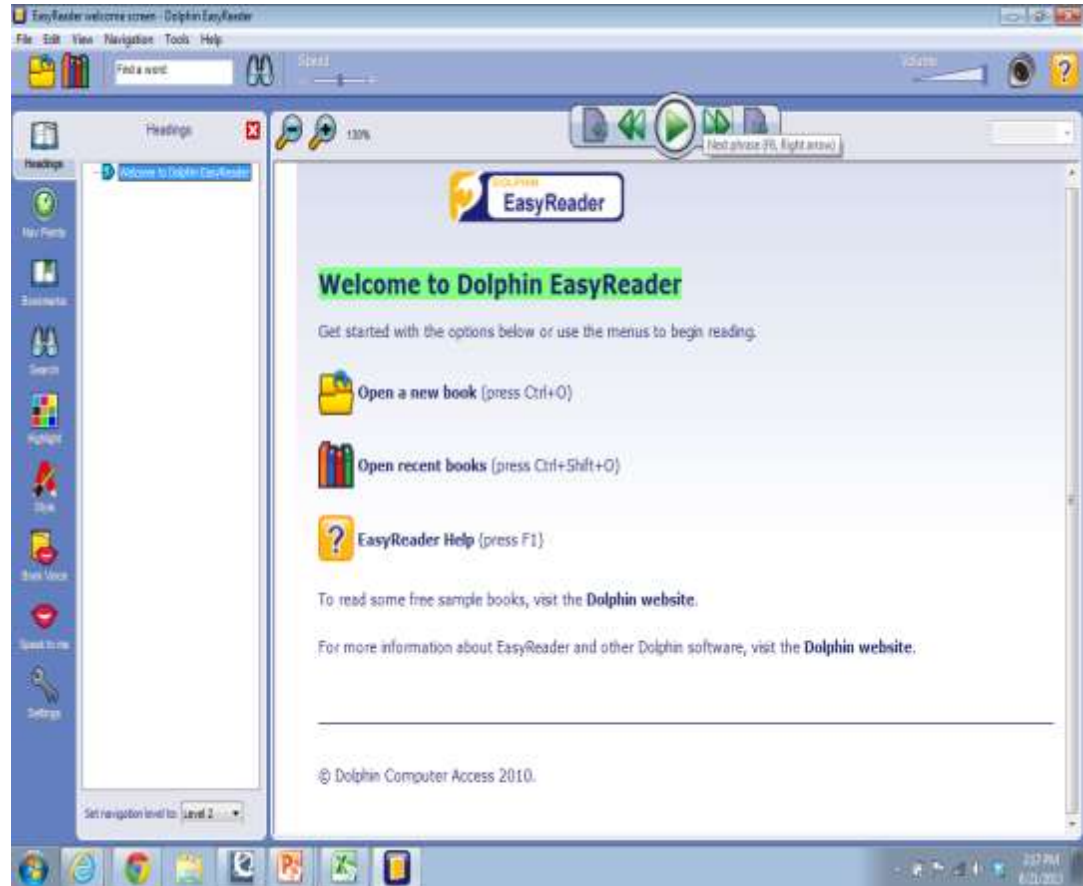 EasyReader welcome screen - Dolphin EasyReader
File Edit View Navigation Tools Help
Find a word
Speed
Volume
Headings
130%
Next phrase (F6, Right arrow)
Headings
Welcome to Dolphin EasyReader
Nav Points
Bookmarks
Search
Highlight
Style
Book Voice
Speak to me
Settings
DOLPHIN
EasyReader
Welcome to Dolphin EasyReader
Get started with the options below or use the menus to begin reading.
Open a new book (press Ctrl+O)
Open recent books (press Ctrl+Shift+O)
EasyReader Help (press F1)
To read some free sample books, visit the Dolphin website.
For more information about EasyReader and other Dolphin software, visit the Dolphin website.
© Dolphin Computer Access 2010.
Set navigation level to: Level 2
2:17 PM